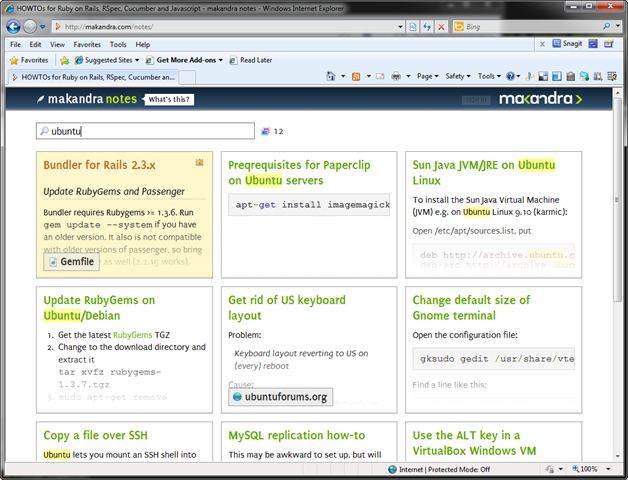 HOWTOs for Ruby on Rails, RSpec, Cucumber and Javascript - makandra notes - Windows Internet Explorer
http://makandra.com/notes/
Bing
File Edit View Favorites Tools Help
Snagit
Favorites Suggested Sites Get More Add-ons Read Later
HOWTOs for Ruby on Rails, RSpec, Cucumber an...
Page Safety Tools
makandra notes What's this?
SIGN IN makandra
ubuntu 12
Bundler for Rails 2.3.x
Update RubyGems and Passenger
Bundler requires Rubygems >= 1.3.6. Run
gem update --system if you have
an older version. It also is not compatible
with older versions of passenger, so bring
as well (2.2.15 works).
Gemfile
Preqrequisites for Paperclip
on Ubuntu servers
apt-get install imagemagick
Sun Java JVM/JRE on Ubuntu
Linux
To install the Sun Java Virtual Machine
(JVM) e.g. on Ubuntu Linux 9.10 (karmic):
Open /etc/apt/sources.list, put
deb http://archive.ubuntu.c
deb-src http://archive.ubun
Update RubyGems on
Ubuntu/Debian
1. Get the latest RubyGems TGZ
2. Change to the download directory and
extract it
tar xvfz rubygems-
1.3.7.tgz
3. sudo apt-get remove
Get rid of US keyboard
layout
Problem:
Keyboard layout reverting to US on
(every) reboot
Cause:
ubuntuforums.org
Change default size of
Gnome terminal
Open the configuration file:
gksudo gedit /usr/share/vte
Find a line like this:
Copy a file over SSH
Ubuntu lets you mount an SSH shell into
MySQL replication how-to
This may be awkward to set up, but will
Use the ALT key in a
VirtualBox Windows VM
Internet | Protected Mode: Off
100%